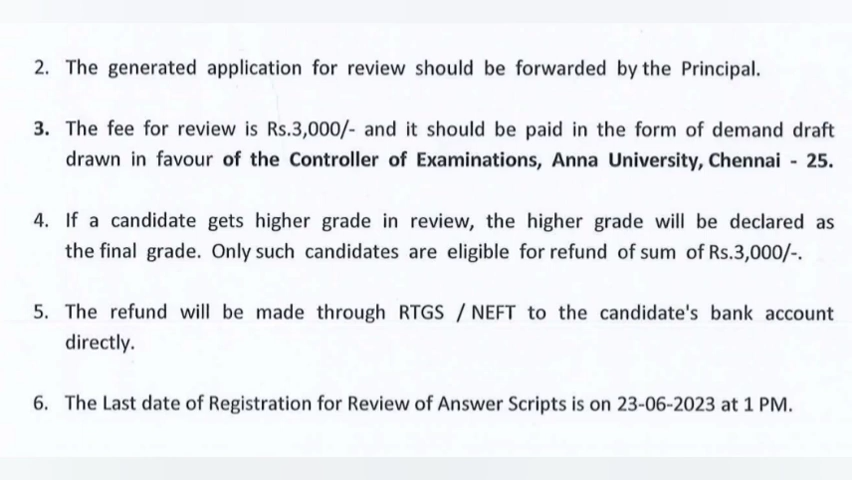 2. The generated application for review should be forwarded by the Principal.
3. The fee for review is Rs.3,000/- and it should be paid in the form of demand draft
drawn in favour of the Controller of Examinations, Anna University, Chennai - 25.
4. If a candidate gets higher grade in review, the higher grade will be declared as
the final grade. Only such candidates are eligible for refund of sum of Rs.3,000/-.
5. The refund will be made through RTGS / NEFT to the candidate's bank account
directly.
6. The Last date of Registration for Review of Answer Scripts is on 23-06-2023 at 1 PM.